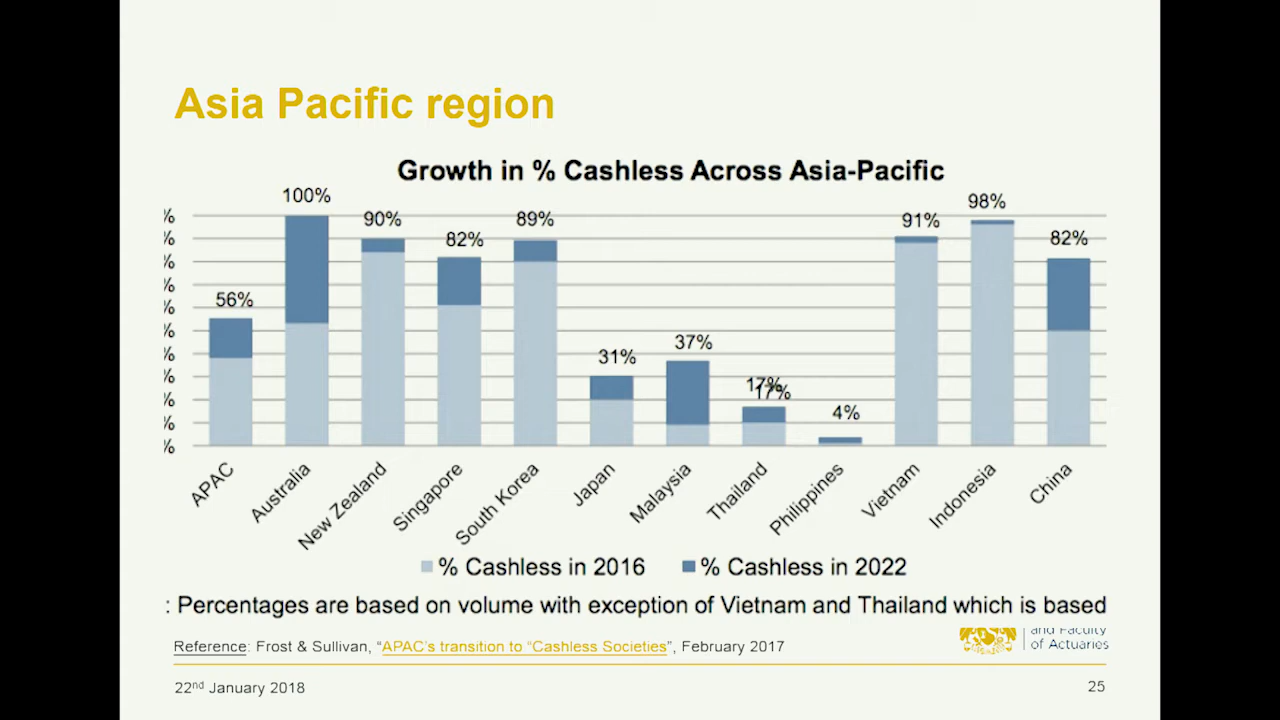 Asia Pacific region
Growth in % Cashless Across Asia-Pacific
100%
98%
90%
89%
91%
82%
82%
56%
37%
31%
17%
17%
4%
%
%
%
%
%
%
%
%
%
%
%
APAC
Australia
New Zealand
Singapore
South Korea
Japan
Malaysia
Thailand
Philippines
Vietnam
Indonesia
China
% Cashless in 2016 % Cashless in 2022
: Percentages are based on volume with exception of Vietnam and Thailand which is based
Reference: Frost & Sullivan, “APAC’s transition to “Cashless Societies”, February 2017
and Faculty
of Actuaries
22nd January 2018
25